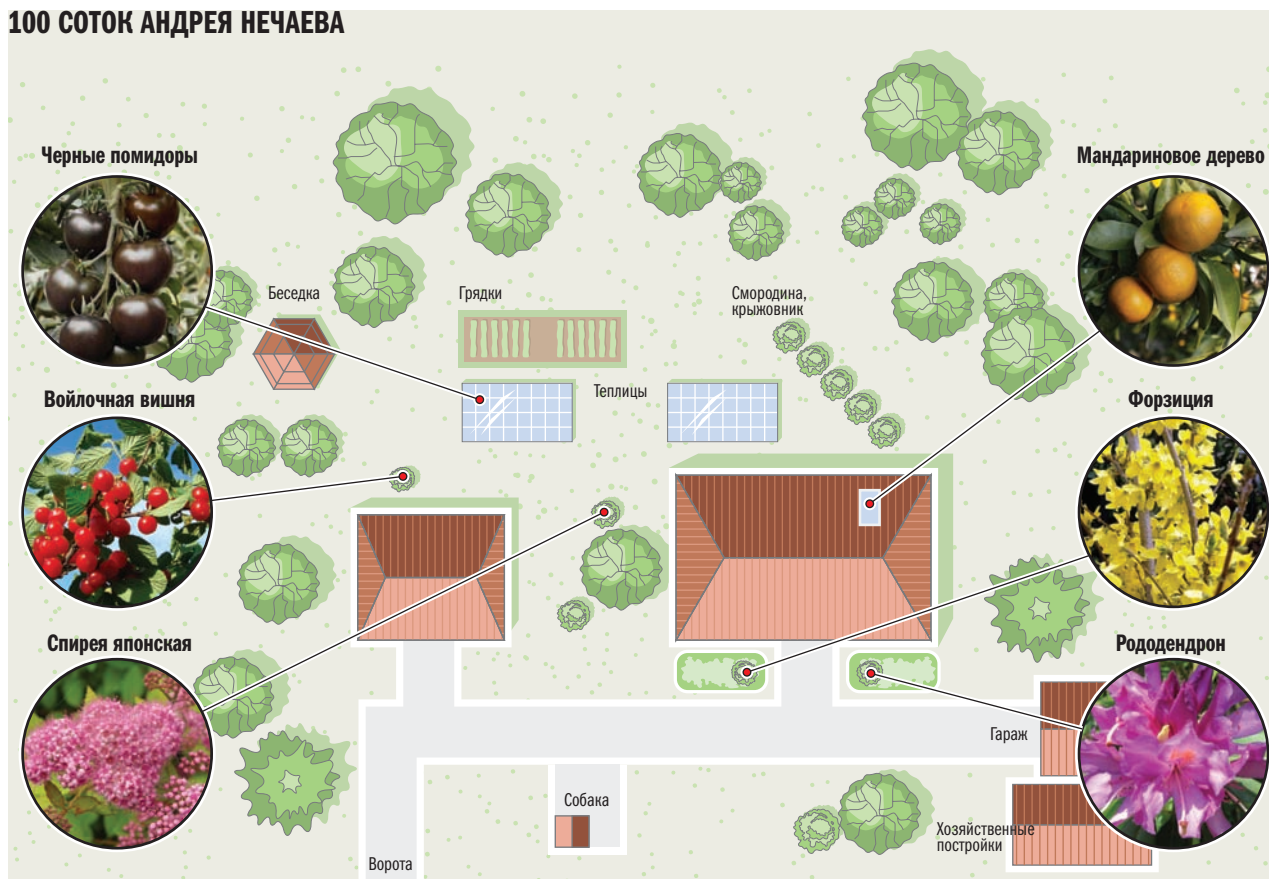 100 СОТОК АНДРЕЯ НЕЧАЕВА
Черные помидоры
Мандариновое дерево
Беседка
Грядки
Смородина,
крыжовник
Теплицы
Войлочная вишня
Форзиция
Спирея японская
Рододендрон
Гараж
Собака
Хозяйственные
постройки
Ворота